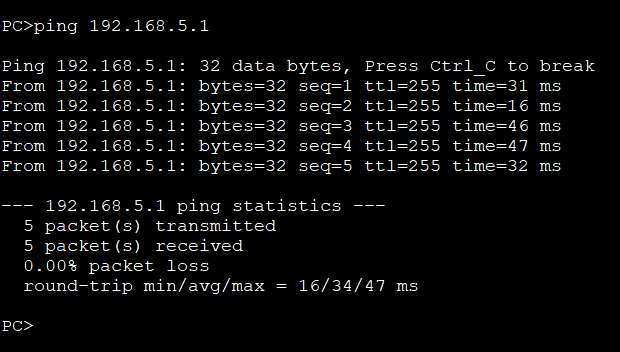 PC>ping 192.168.5.1
Ping 192.168.5.1: 32 data bytes, Press Ctrl_C to break
From 192.168.5.1: bytes=32 seq=1 ttl=255 time=31 ms
From 192.168.5.1: bytes=32 seq=2 ttl=255 time=16 ms
From 192.168.5.1: bytes=32 seq=3 ttl=255 time=46 ms
From 192.168.5.1: bytes=32 seq=4 ttl=255 time=47 ms
From 192.168.5.1: bytes=32 seq=5 ttl=255 time=32 ms
--- 192.168.5.1 ping statistics ---
5 packet(s) transmitted
5 packet(s) received
0.00% packet loss
round-trip min/avg/max = 16/34/47 ms
PC>